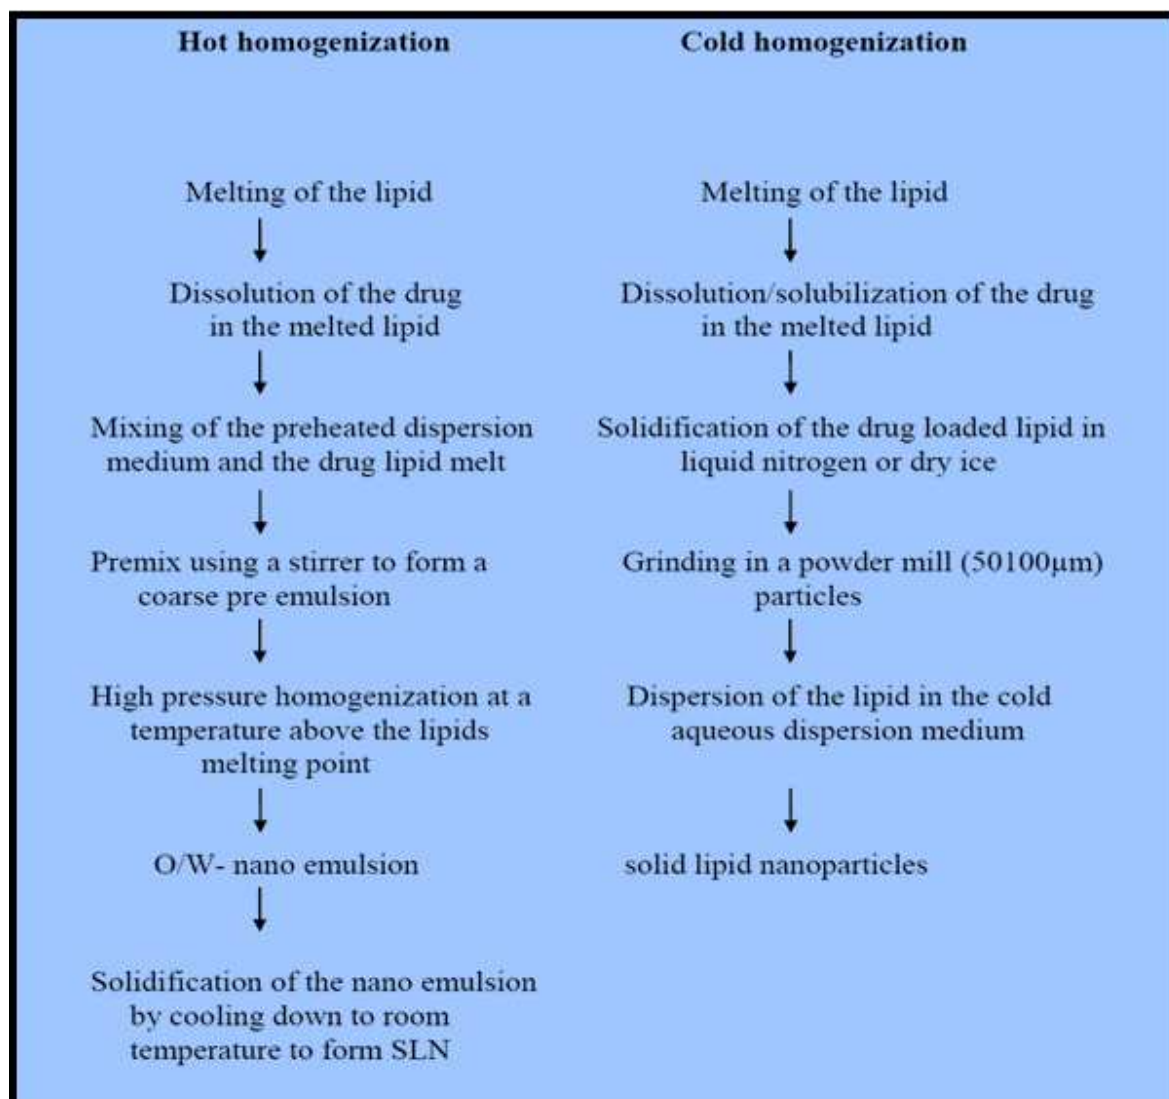 Hot homogenization
Melting of the lipid
Dissolution of the drug
in the melted lipid
Mixing of the preheated dispersion
medium and the drug lipid melt
Premix using a stirrer to form a
coarse pre emulsion
High pressure homogenization at a
temperature above the lipids
melting point
O/W- nano emulsion
Solidification of the nano emulsion
by cooling down to room
temperature to form SLN
Cold homogenization
Melting of the lipid
Dissolution/solubilization of the drug
in the melted lipid
Solidification of the drug loaded lipid in
liquid nitrogen or dry ice
Grinding in a powder mill (50100μm)
particles
Dispersion of the lipid in the cold
aqueous dispersion medium
solid lipid nanoparticles